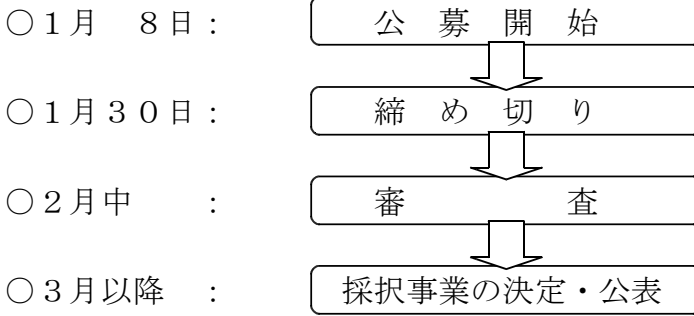 ○１月　８日：　公　募　開　始
○１月３０日：　締　め　切　り
○２月中　　：　審　　　　　査
○３月以降　：　採択事業の決定・公表